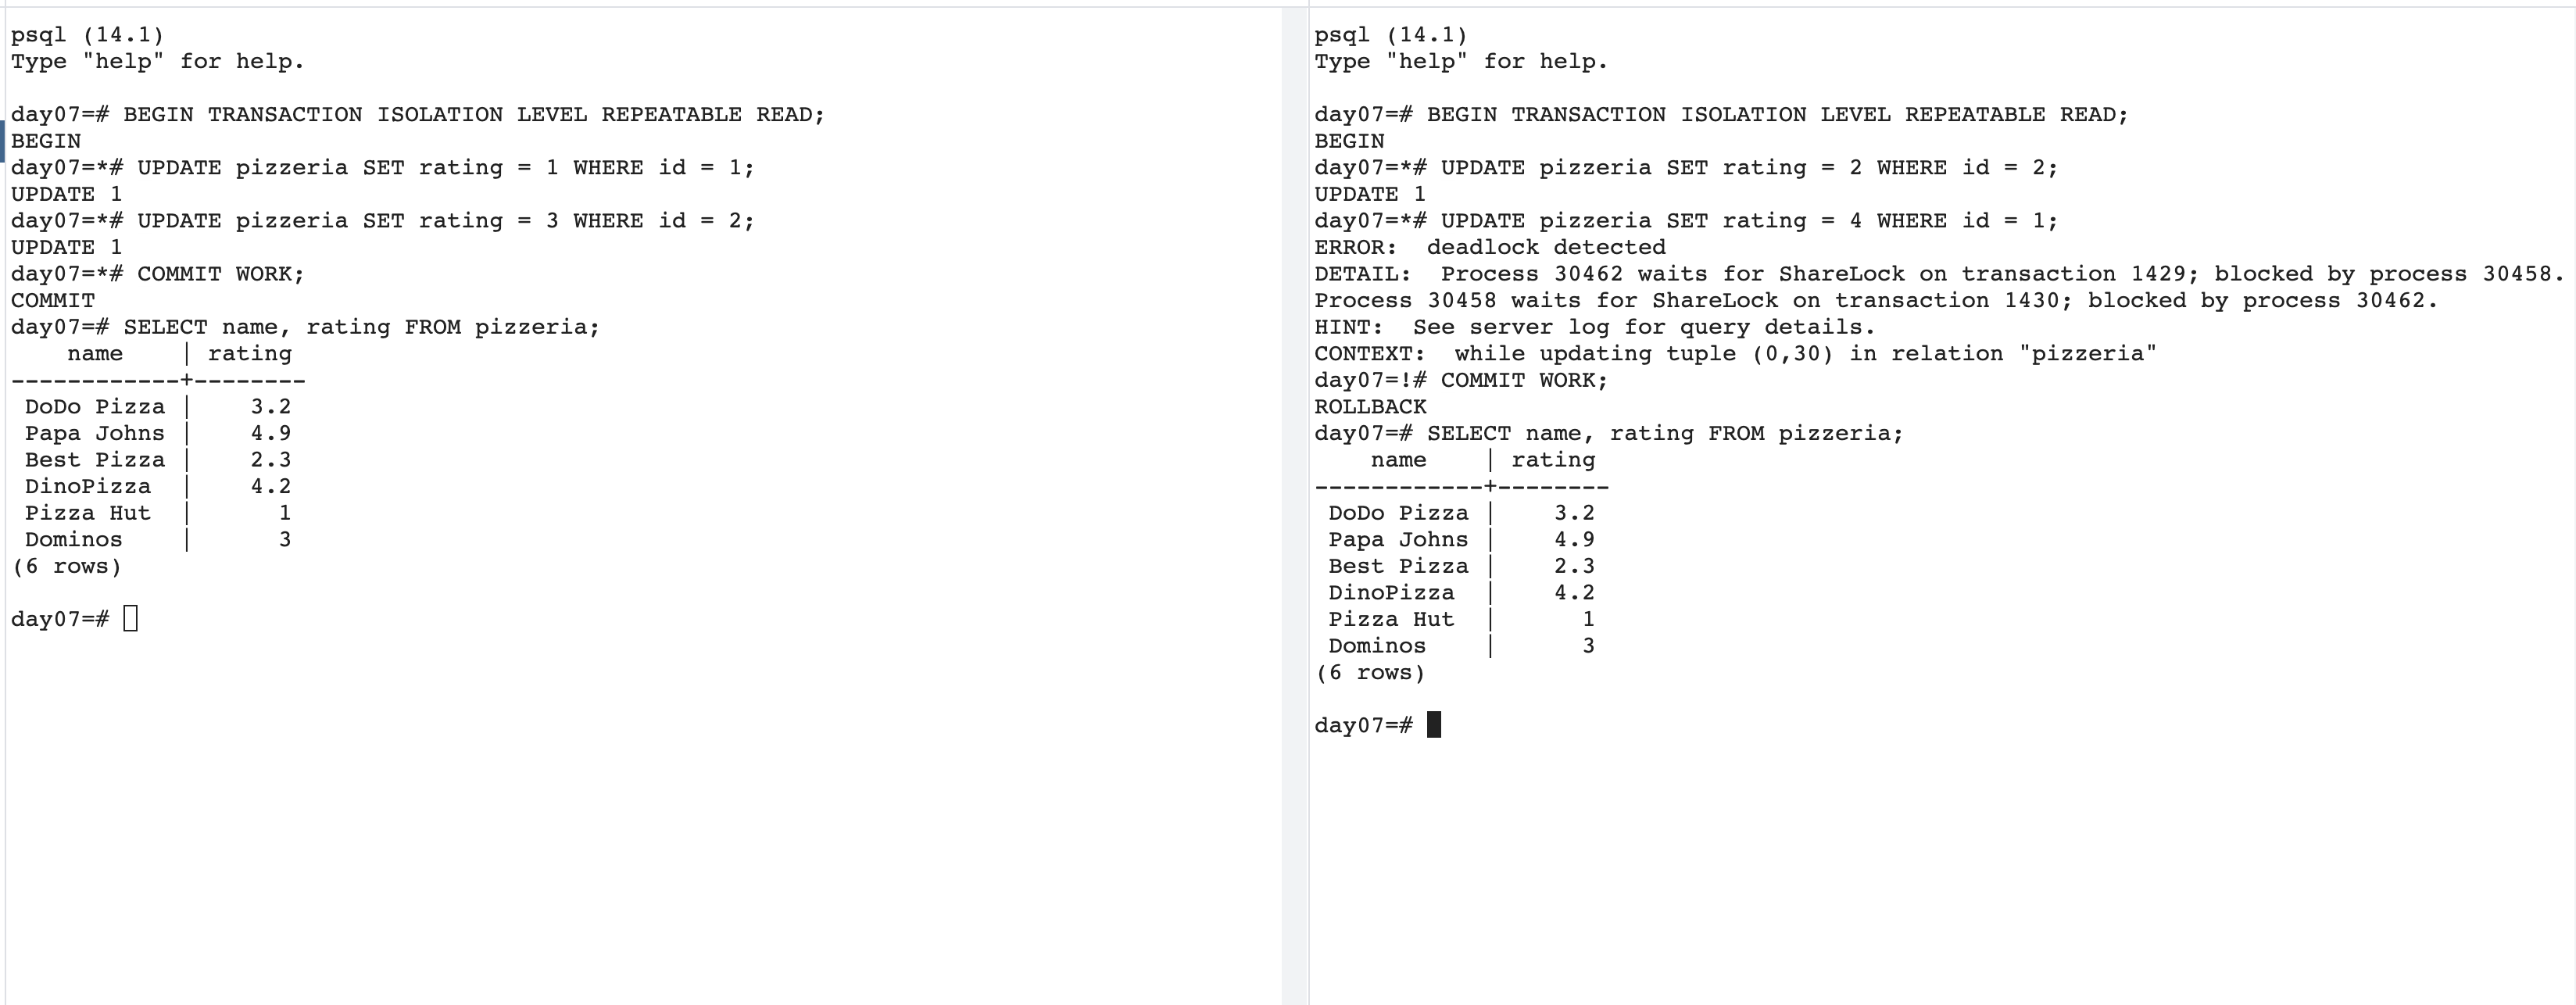 psql (14.1)
Type "help" for help.

day07=# BEGIN TRANSACTION ISOLATION LEVEL REPEATABLE READ;
BEGIN
day07=*# UPDATE pizzeria SET rating = 1 WHERE id = 1;
UPDATE 1
day07=*# UPDATE pizzeria SET rating = 3 WHERE id = 2;
UPDATE 1
day07=*# COMMIT WORK;
COMMIT
day07=# SELECT name, rating FROM pizzeria;
    name    | rating
------------+--------
 DoDo Pizza |    3.2
 Papa Johns |    4.9
 Best Pizza |    2.3
 DinoPizza  |    4.2
 Pizza Hut  |      1
 Dominos    |      3
(6 rows)

day07=#
psql (14.1)
Type "help" for help.

day07=# BEGIN TRANSACTION ISOLATION LEVEL REPEATABLE READ;
BEGIN
day07=*# UPDATE pizzeria SET rating = 2 WHERE id = 2;
UPDATE 1
day07=*# UPDATE pizzeria SET rating = 4 WHERE id = 1;
ERROR:  deadlock detected
DETAIL:  Process 30462 waits for ShareLock on transaction 1429; blocked by process 30458.
Process 30458 waits for ShareLock on transaction 1430; blocked by process 30462.
HINT:  See server log for query details.
CONTEXT:  while updating tuple (0,30) in relation "pizzeria"
day07=!# COMMIT WORK;
ROLLBACK
day07=# SELECT name, rating FROM pizzeria;
    name    | rating
------------+--------
 DoDo Pizza |    3.2
 Papa Johns |    4.9
 Best Pizza |    2.3
 DinoPizza  |    4.2
 Pizza Hut  |      1
 Dominos    |      3
(6 rows)

day07=#